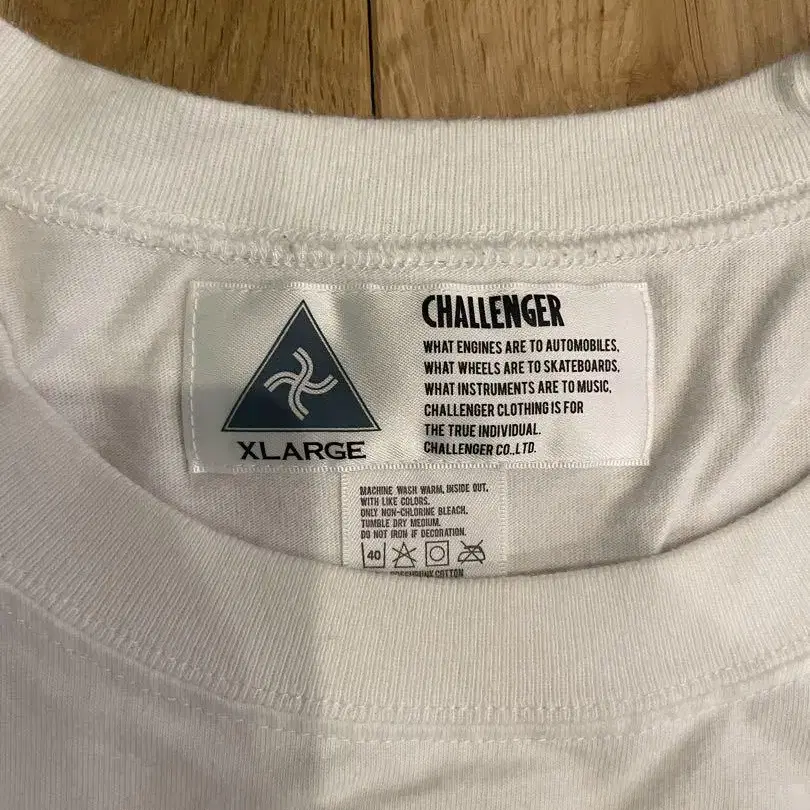 XLARGE
CHALLENGER
WHAT ENGINES ARE TO AUTOMOBILES,
WHAT WHEELS ARE TO SKATEBOARDS,
WHAT INSTRUMENTS ARE TO MUSIC,
CHALLENGER CLOTHING IS FOR
THE TRUE INDIVIDUAL.
CHALLENGER CO.,LTD.
MACHINE WASH WARM, INSIDE OUT,
WITH LIKE COLORS.
ONLY NON-CHLORINE BLEACH.
TUMBLE DRY MEDIUM.
DO NOT IRON IF DECORATION.
40
COTTON